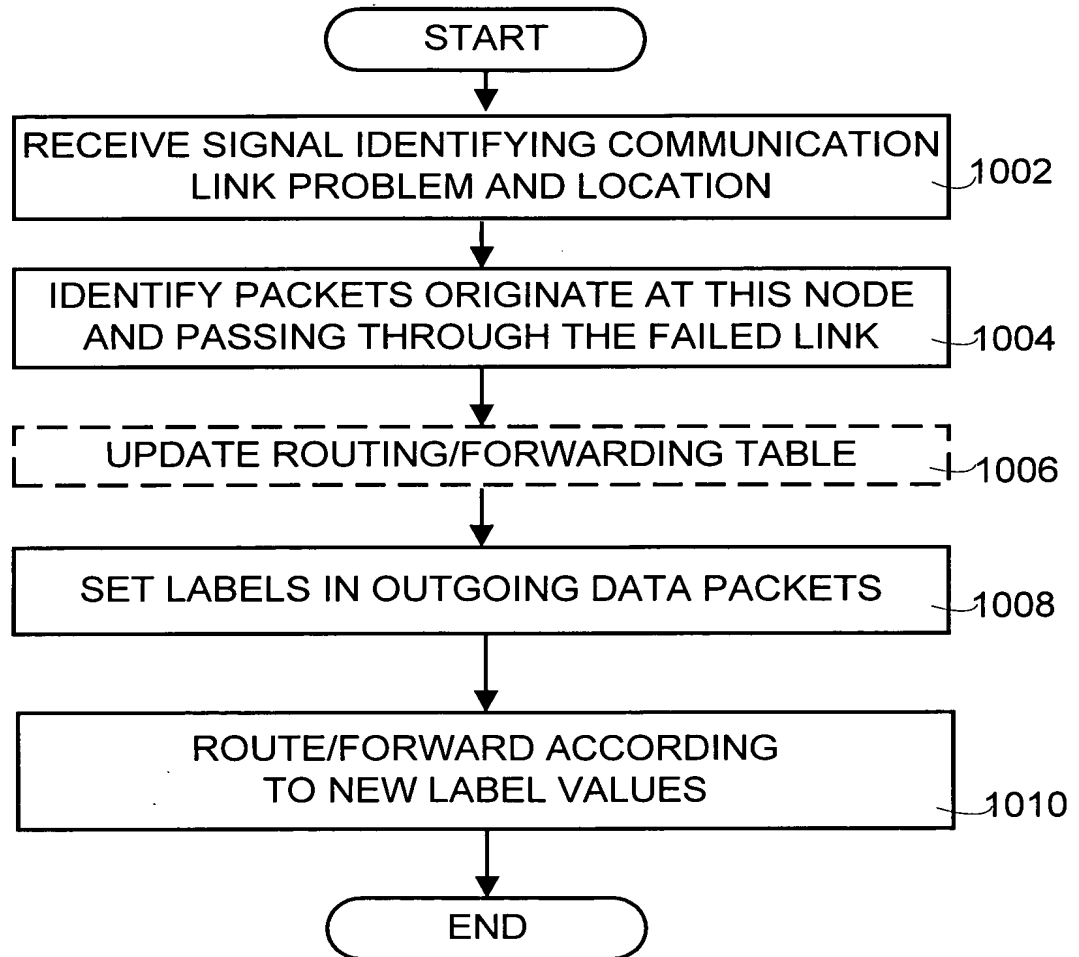 START
RECEIVE SIGNAL IDENTIFYING COMMUNICATION
LINK PROBLEM AND LOCATION
1002
IDENTIFY PACKETS ORIGINATE AT THIS NODE
AND PASSING THROUGH THE FAILED LINK
1004
UPDATE ROUTING/FORWARDING TABLE
1006
SET LABELS IN OUTGOING DATA PACKETS
1008
ROUTE/FORWARD ACCORDING
TO NEW LABEL VALUES
1010
END